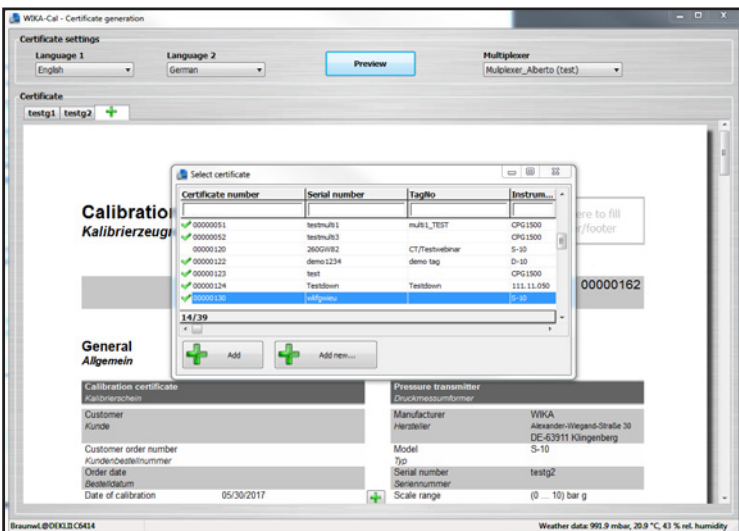 WIKA-Cal - Certificate generation
Certificate settings
Language 1
Language 2
Multiplexer
English
German
Preview
Mulplexer_Alberto (test)
Certificate
testg1 testg2
Select certificate
Certificate number Serial number TagNo Instrum...
00000051 testmulti1 multi1_TEST CPG1500
00000052 testmulti3 CPG1500
00000120 260GW82 CT/Testwebinar S-10
00000122 demo1234 demo tag D-10
00000123 test CPG1500
00000124 Testdown Testdown 111.11.050
00000130 S-10
14/39
Add
Add new...
Calibratio
Kalibrierzeugn
ere to fill
r/footer
00000162
General
Allgemein
Calibration certificate
Kalibrierschein
Customer
Kunde
Customer order number
Kundenbestellnummer
Order date
Bestelldatum
Date of calibration 05/30/2017
Pressure transmitter
Druckmessumformer
Manufacturer WIKA
Hersteller Alexander-Wiegand-Straße 30
DE-63911 Klingenberg
Model S-10
Typ
Serial number testg2
Seriennummer
Scale range (0 ... 10) bar g
Weather data: 991.9 mbar, 20.9 °C, 43 % rel. humidity